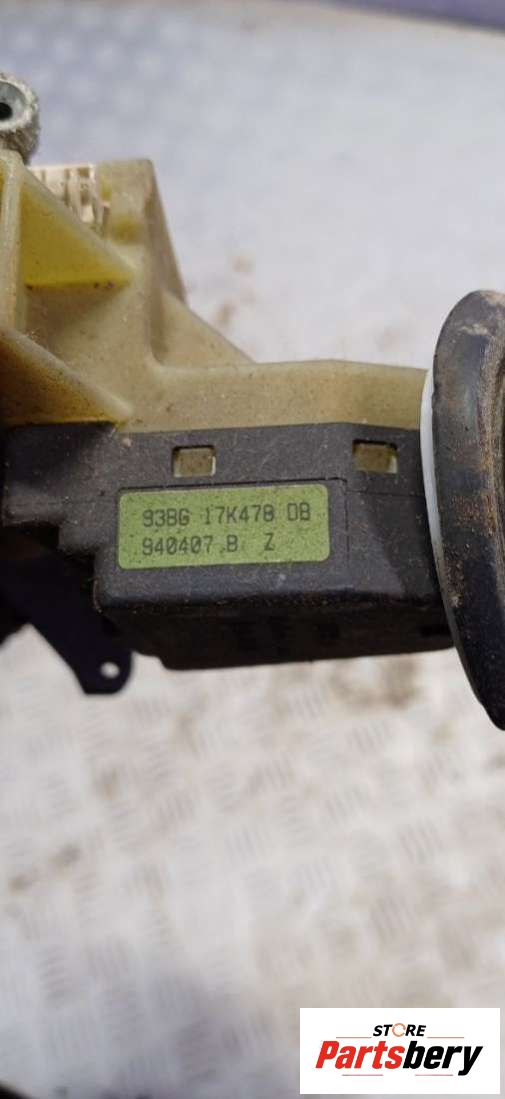 93BG 17K478 DB
940407 B Z
STORE
Partsbery